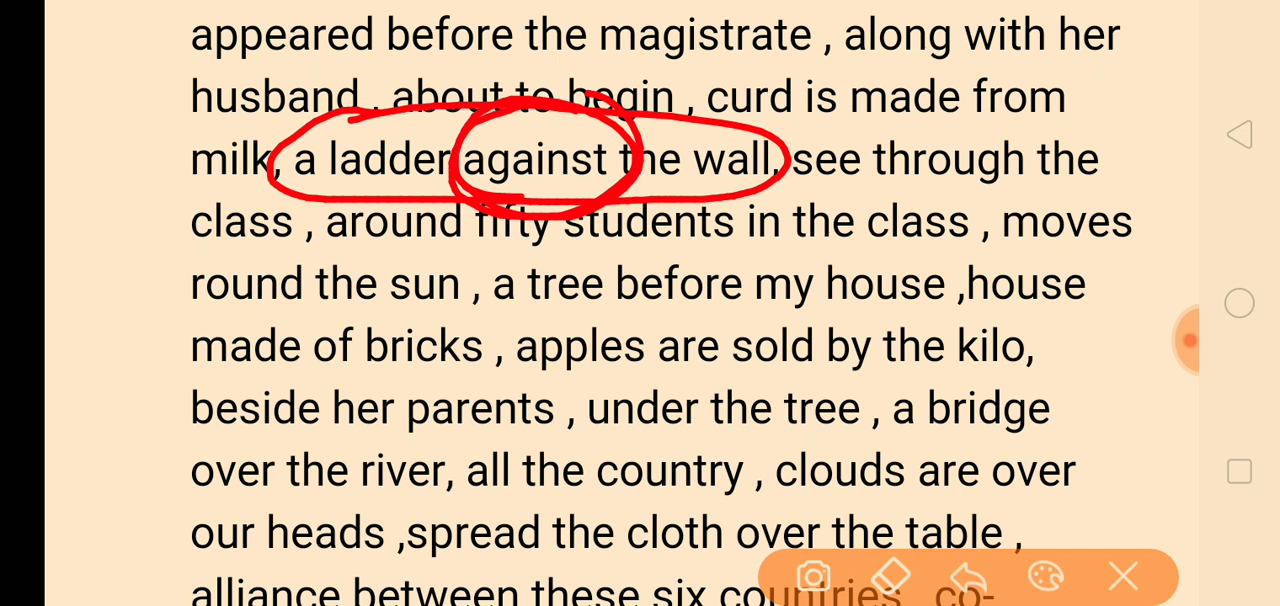 appeared before the magistrate , along with her
husband , about to begin , curd is made from
milk, a ladder against the wall, see through the
class , around fifty students in the class , moves
round the sun , a tree before my house ,house
made of bricks , apples are sold by the kilo,
beside her parents , under the tree , a bridge
over the river, all the country , clouds are over
our heads ,spread the cloth over the table ,
alliance between these six countries , co-